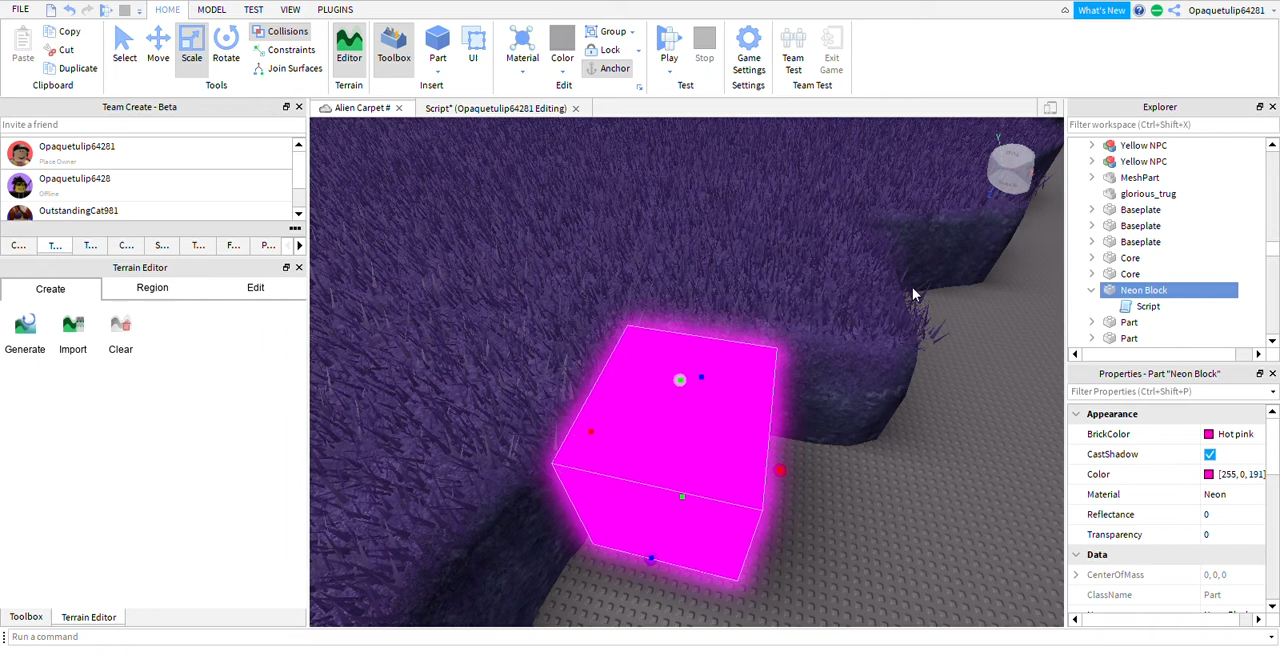 FILE HOME MODEL TEST VIEW PLUGINS What's New Opaquetulip64281
Paste Copy Cut Duplicate Select Move Scale Rotate Collisions Constraints Join Surfaces Editor Toolbox Part UI Material Color Group Lock Anchor Play Stop Game Settings Team Test Exit Game
Clipboard Tools Terrain Insert Edit Test Settings Team Test
Team Create - Beta
Alien Carpet # Script* (Opaquetulip64281 Editing)
Explorer
Invite a friend
Filter workspace (Ctrl+Shift+X)
Opaquetulip64281
Place Owner
Opaquetulip6428
Offline
OutstandingCat981
C... T... T... C... S... T... F... P...
Terrain Editor
Create Region Edit
Generate Import Clear
Yellow NPC
Yellow NPC
MeshPart
glorious_trug
Baseplate
Baseplate
Baseplate
Core
Core
Neon Block
Script
Part
Part
Properties - Part "Neon Block"
Filter Properties (Ctrl+Shift+P)
Appearance
BrickColor Hot pink
CastShadow
Color [255, 0, 191]
Material Neon
Reflectance 0
Transparency 0
Data
CenterOfMass 0, 0, 0
ClassName Part
Toolbox Terrain Editor
Run a command